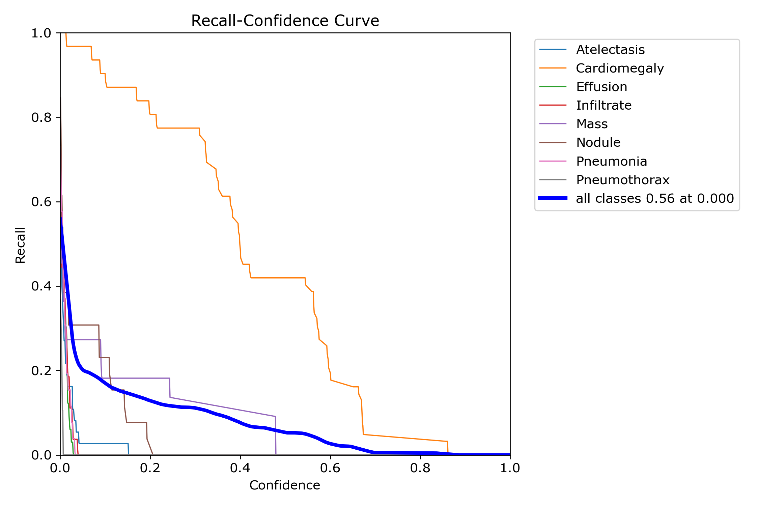 Recall-Confidence Curve
1.0
0.8
0.6
0.4
0.2
0.0
Recall
0.0 0.2 0.4 0.6 0.8 1.0
Confidence
Atelectasis
Cardiomegaly
Effusion
Infiltrate
Mass
Nodule
Pneumonia
Pneumothorax
all classes 0.56 at 0.000